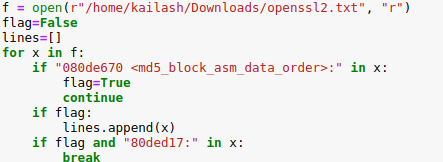 f = open(r"/home/kailash/Downloads/openssl2.txt", "r")
flag=False
lines=[]
for x in f:
    if "080de670 <md5_block_asm_data_order>:" in x:
        flag=True
        continue
    if flag:
        lines.append(x)
    if flag and "80ded17:" in x:
        break